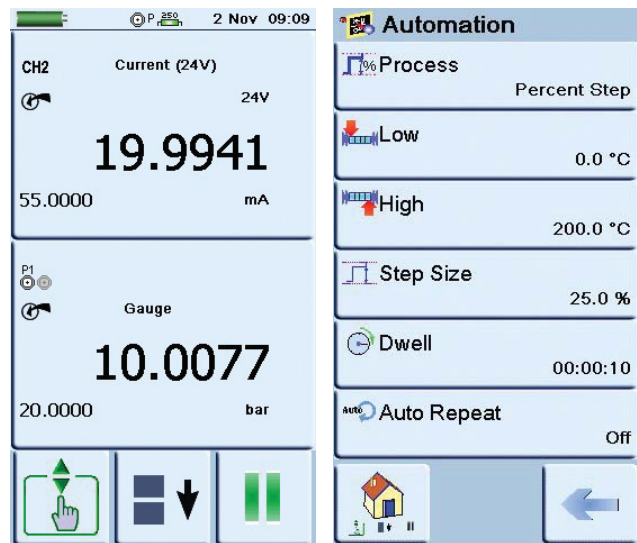 P 250 2 Nov 09:09
CH2 Current (24V)
24V
19.9941
55.0000 mA
P1
Gauge
10.0077
20.0000 bar
Automation
% Process
Percent Step
Low
0.0 °C
High
200.0 °C
Step Size
25.0 %
Dwell
00:00:10
Auto Auto Repeat
Off